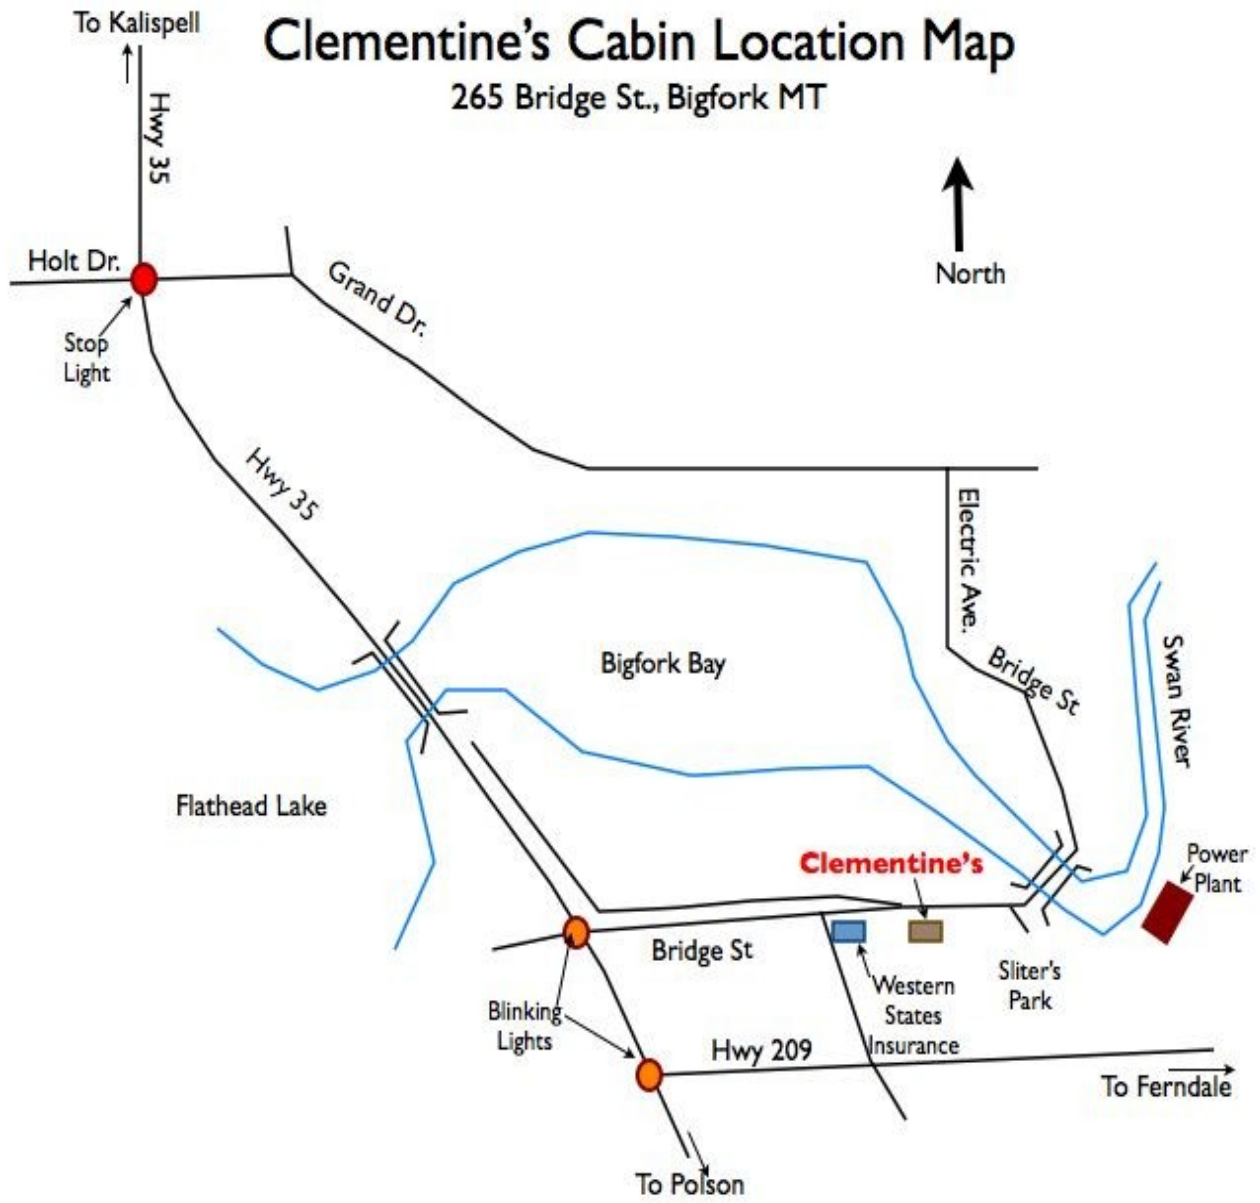 To Kalispell
Clementine's Cabin Location Map
265 Bridge St., Bigfork MT
Hwy 35
North
Holt Dr.
Grand Dr.
Stop
Light
Hwy 35
Electric Ave.
Bridge St
Swan River
Bigfork Bay
Flathead Lake
Clementine's
Power
Plant
Bridge St
Western
States
Insurance
Sliter's
Park
Blinking
Lights
Hwy 209
To Ferndale
To Polson